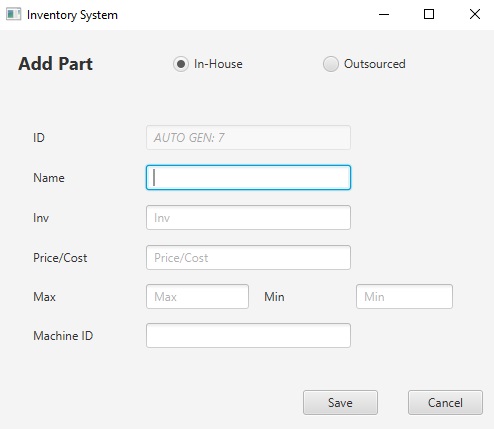 Inventory System
Add Part In-House Outsourced
ID AUTO GEN: 7
Name
Inv Inv
Price/Cost Price/Cost
Max Max Min Min
Machine ID
Save Cancel